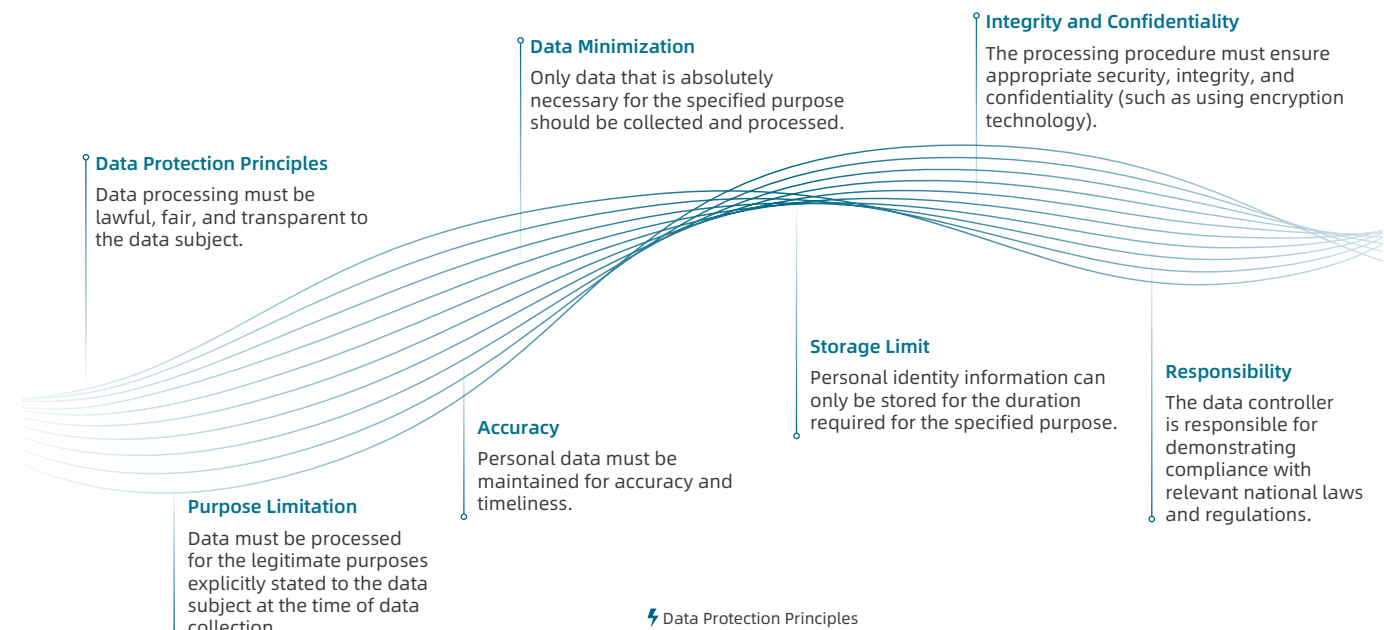 Data Protection Principles
Data processing must be
lawful, fair, and transparent to
the data subject.
Purpose Limitation
Data must be processed
for the legitimate purposes
explicitly stated to the data
subject at the time of data
collection
Data Minimization
Only data that is absolutely
necessary for the specified purpose
should be collected and processed.
Accuracy
Personal data must be
maintained for accuracy and
timeliness.
Storage Limit
Personal identity information can
only be stored for the duration
required for the specified purpose.
Integrity and Confidentiality
The processing procedure must ensure
appropriate security, integrity, and
confidentiality (such as using encryption
technology).
Responsibility
The data controller
is responsible for
demonstrating
compliance with
relevant national laws
and regulations.
Data Protection Principles